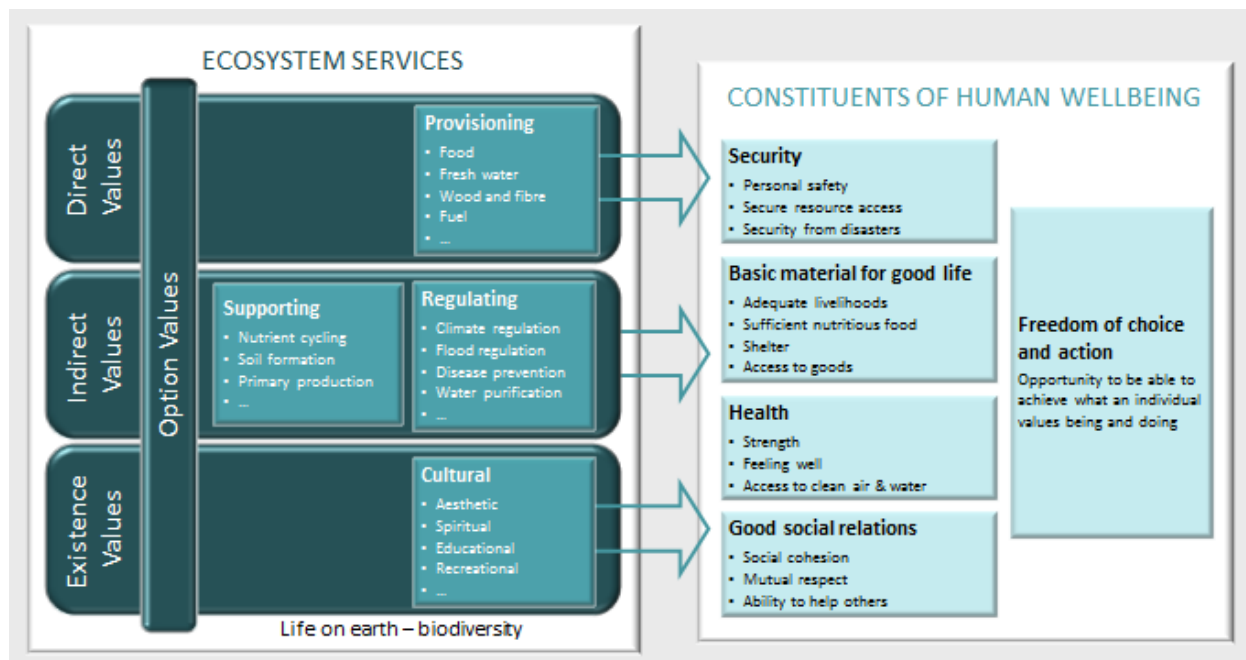 ECOSYSTEM SERVICES
Direct
Values
Indirect
Values
Existence
Values
Option Values
Provisioning
• Food
• Fresh water
• Wood and fibre
• Fuel
• ...
Supporting
• Nutrient cycling
• Soil formation
• Primary production
• ...
Regulating
• Climate regulation
• Flood regulation
• Disease prevention
• Water purification
• ...
Cultural
• Aesthetic
• Spiritual
• Educational
• Recreational
• ...
Life on earth – biodiversity
CONSTITUENTS OF HUMAN WELLBEING
Security
• Personal safety
• Secure resource access
• Security from disasters
Basic material for good life
• Adequate livelihoods
• Sufficient nutritious food
• Shelter
• Access to goods
Health
• Strength
• Feeling well
• Access to clean air & water
Good social relations
• Social cohesion
• Mutual respect
• Ability to help others
Freedom of choice
and action
Opportunity to be able to
achieve what an individual
values being and doing